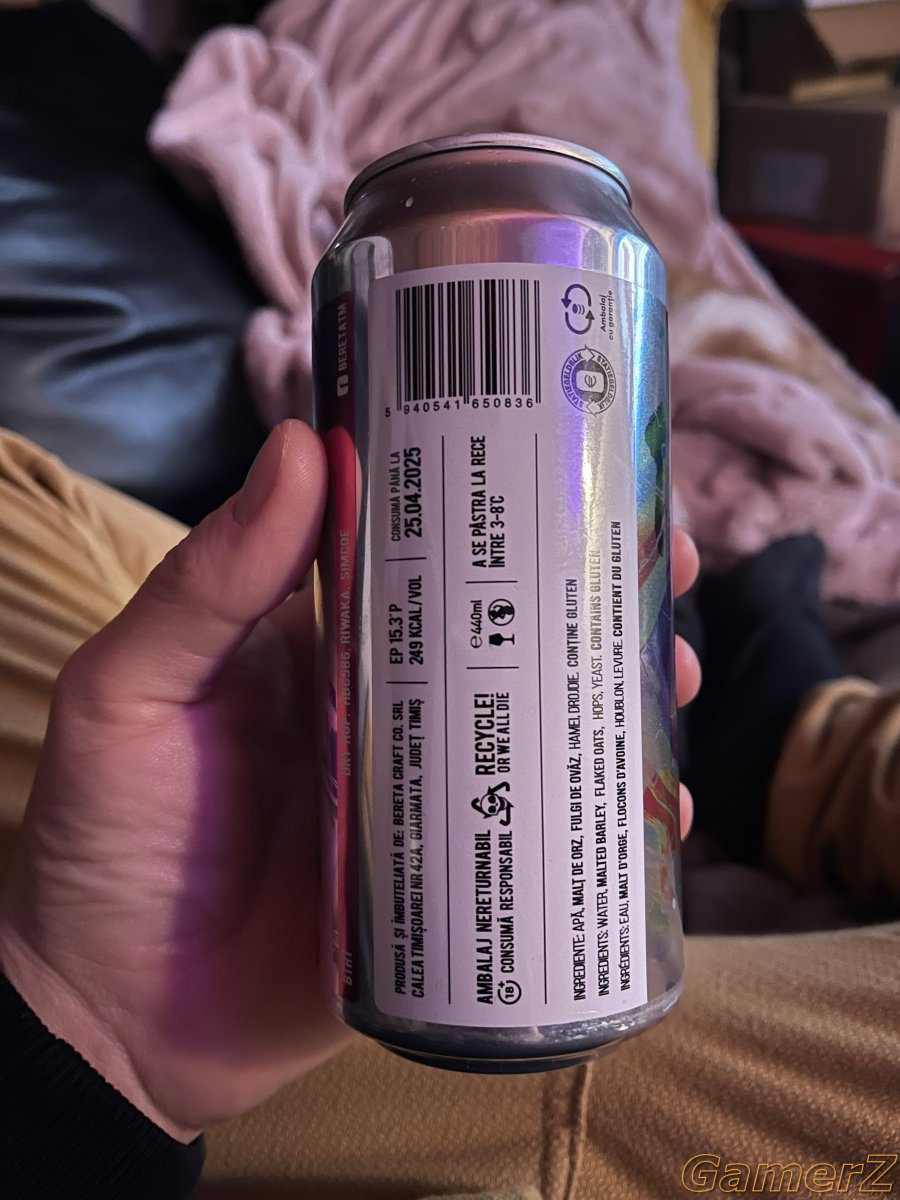 BERETATM
DRY HOP: HBC586, RIWAKA, SIMCOE
5 940541 650836
Ambalaj
cu garanție
STATIEGELDBLIK
STATIEGELDBLIK
PRODUSĂ ȘI ÎMBUTELIATĂ DE: BERETA CRAFT CO. SRL
CALEA TIMIȘOAREI NR 42A, GIARMATA, JUDEȚ TIMIȘ
EP 15.3°P
249 KCAL/VOL
CONSUMĂ PÂNĂ LA
25.04.2025
AMBALAJ NERETURNABIL
18+ CONSUMĂ RESPONSABIL
RECYCLE!
OR WE ALL DIE
e 440ml
A SE PĂSTRA LA RECE
ÎNTRE 3-8°C
INGREDIENTE: APĂ, MALȚ DE ORZ, FULGI DE OVĂZ, HAMEI, DROJDIE. CONȚINE GLUTEN
INGREDIENTS: WATER, MALTED BARLEY, FLAKED OATS, HOPS, YEAST. CONTAINS GLUTEN
INGRÉDIENTS: EAU, MALT D'ORGE, FLOCONS D'AVOINE, HOUBLON, LEVURE. CONTIENT DU GLUTEN
GamerZ